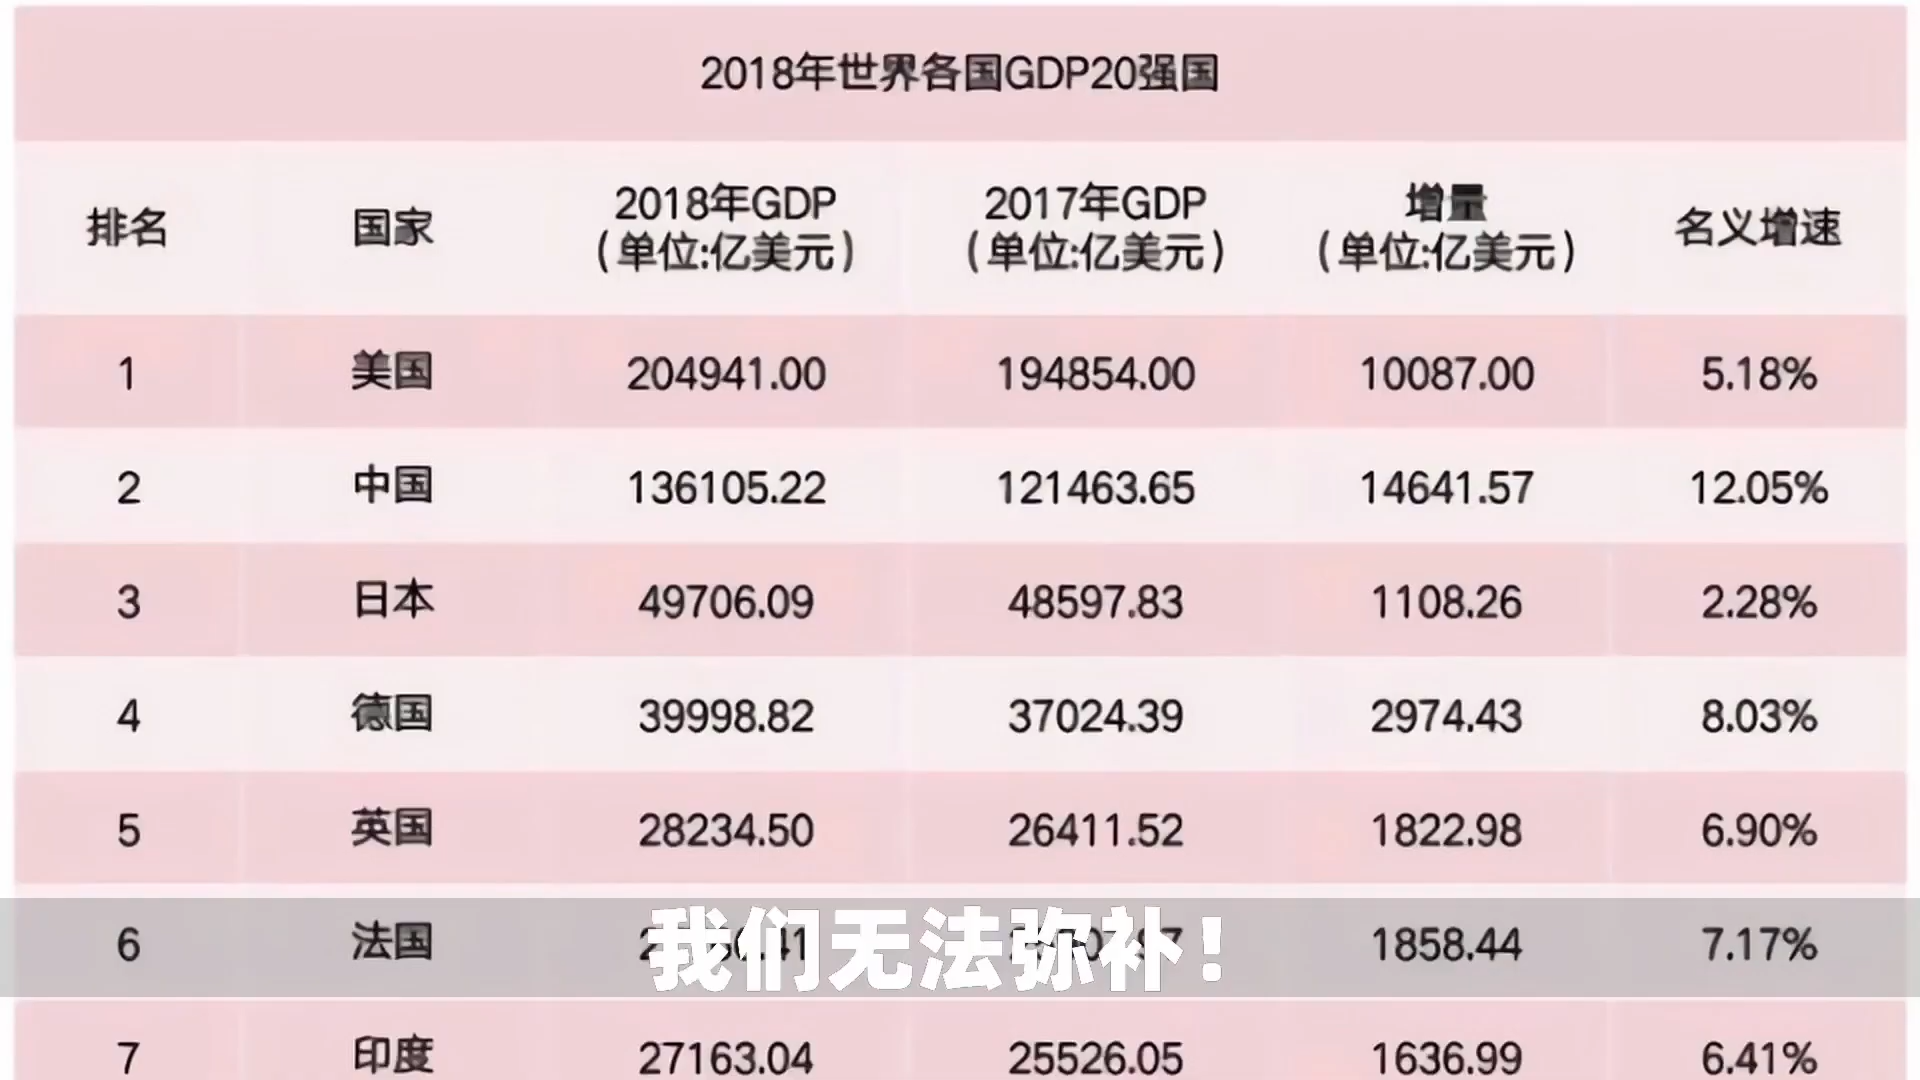 2018年世界各国GDP20强国
排名 国家 2018年GDP（单位:亿美元） 2017年GDP（单位:亿美元） 增量（单位:亿美元） 名义增速
1 美国 204941.00 194854.00 10087.00 5.18%
2 中国 136105.22 121463.65 14641.57 12.05%
3 日本 49706.09 48597.83 1108.26 2.28%
4 德国 39998.82 37024.39 2974.43 8.03%
5 英国 28234.50 26411.52 1822.98 6.90%
6 法国 1858.44 7.17%
我们无法弥补！
7 印度 27163.04 25526.05 1636.99 6.41%